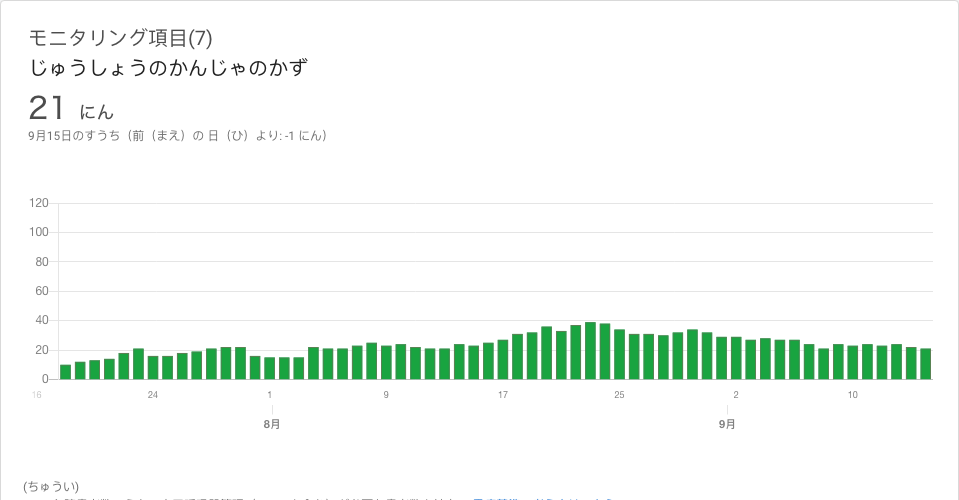 モニタリング項目(7)
じゅうしょうのかんじゃのかず
21 にん
9月15日のすうち（前（まえ）の 日（ひ）より: -1 にん）
120
100
80
60
40
20
0
16 24 1 9 17 25 2 10
8月 9月
(ちゅうい)